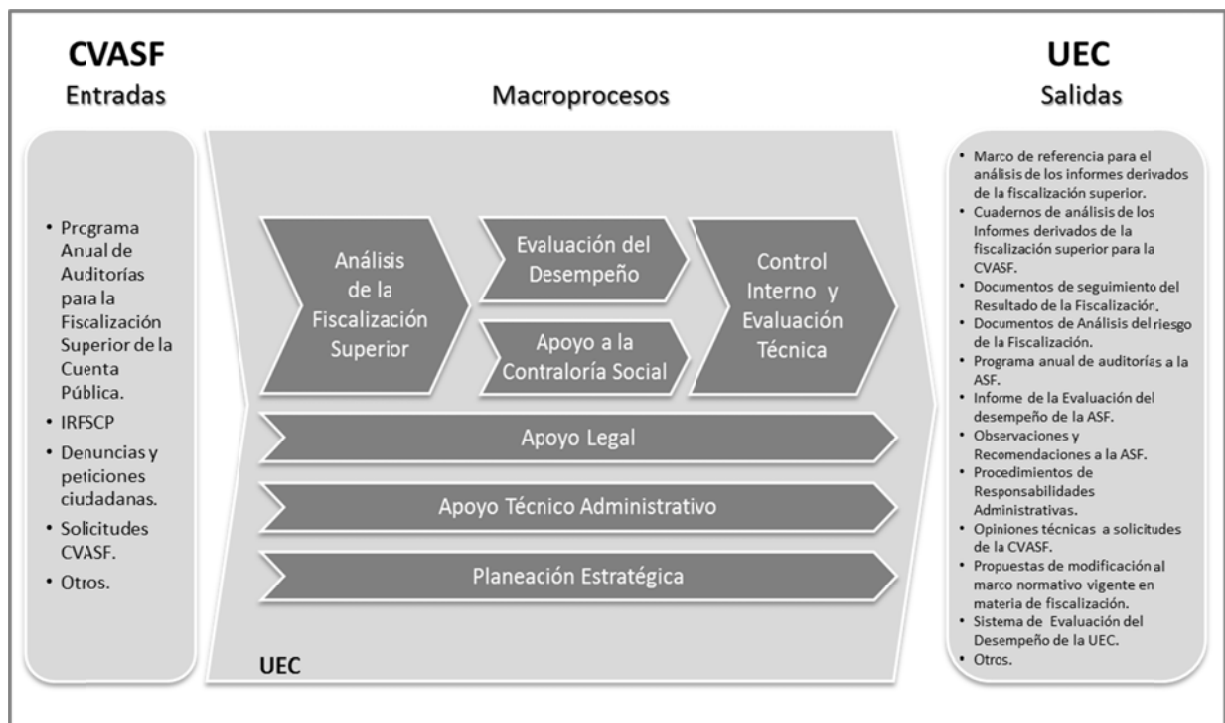 CVASF
Entradas
• Programa
Anual de
Auditorías
para la
Fiscalización
Superior de la
Cuenta
Pública.
• IRFSCP
• Denuncias y
peticiones
ciudadanas.
• Solicitudes
CVASF.
• Otros.
Macroprocesos
Análisis
de la
Fiscalización
Superior
Evaluación del
Desempeño
Apoyo a la
Contraloría Social
Control
Interno y
Evaluación
Técnica
Apoyo Legal
Apoyo Técnico Administrativo
Planeación Estratégica
UEC
UEC
Salidas
• Marco de referencia para el
análisis de los informes derivados
de la fiscalización superior.
• Cuadernos de análisis de los
Informes derivados de la
fiscalización superior para la
CVASF.
• Documentos de seguimiento del
Resultado de la Fiscalización.
• Documentos de Análisis del riesgo
de la Fiscalización.
• Programa anual de auditorías a la
ASF.
• Informe de la Evaluación del
desempeño de la ASF.
• Observaciones y
Recomendaciones a la ASF.
• Procedimientos de
Responsabilidades
Administrativas.
• Opiniones técnicas a solicitudes
de la CVASF.
• Propuestas de modificación al
marco normativo vigente en
materia de fiscalización.
• Sistema de Evaluación del
Desempeño de la UEC.
• Otros.